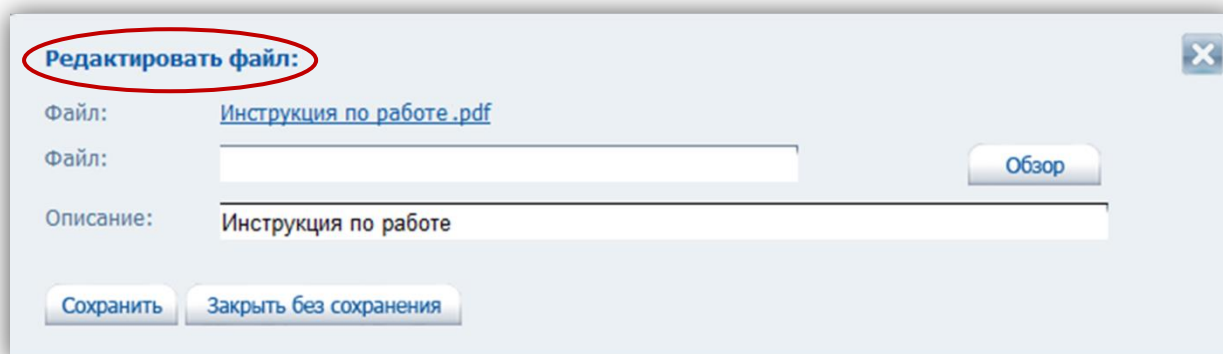 Редактировать файл:
Файл: Инструкция по работе.pdf
Файл: Обзор
Описание: Инструкция по работе
Сохранить Закрыть без сохранения